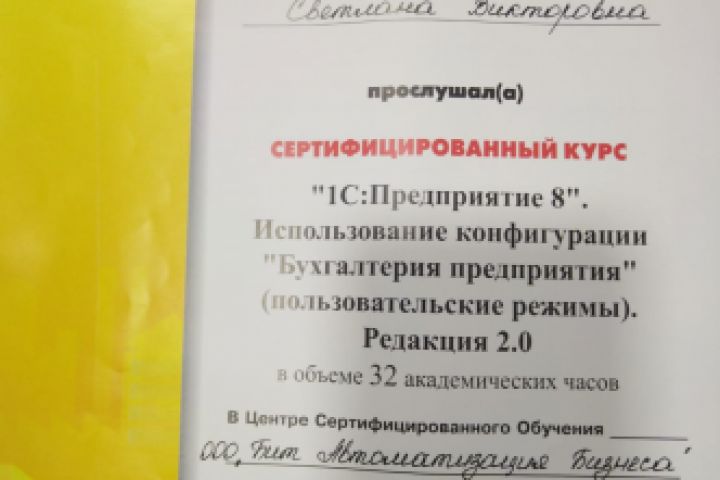 Светлана Викторовна
прослушал(а)
СЕРТИФИЦИРОВАННЫЙ КУРС
"1С:Предприятие 8".
Использование конфигурации
"Бухгалтерия предприятия"
(пользовательские режимы).
Редакция 2.0
в объеме 32 академических часов
В Центре Сертифицированного Обучения
ООО „Бит Автоматизация Бизнеса"